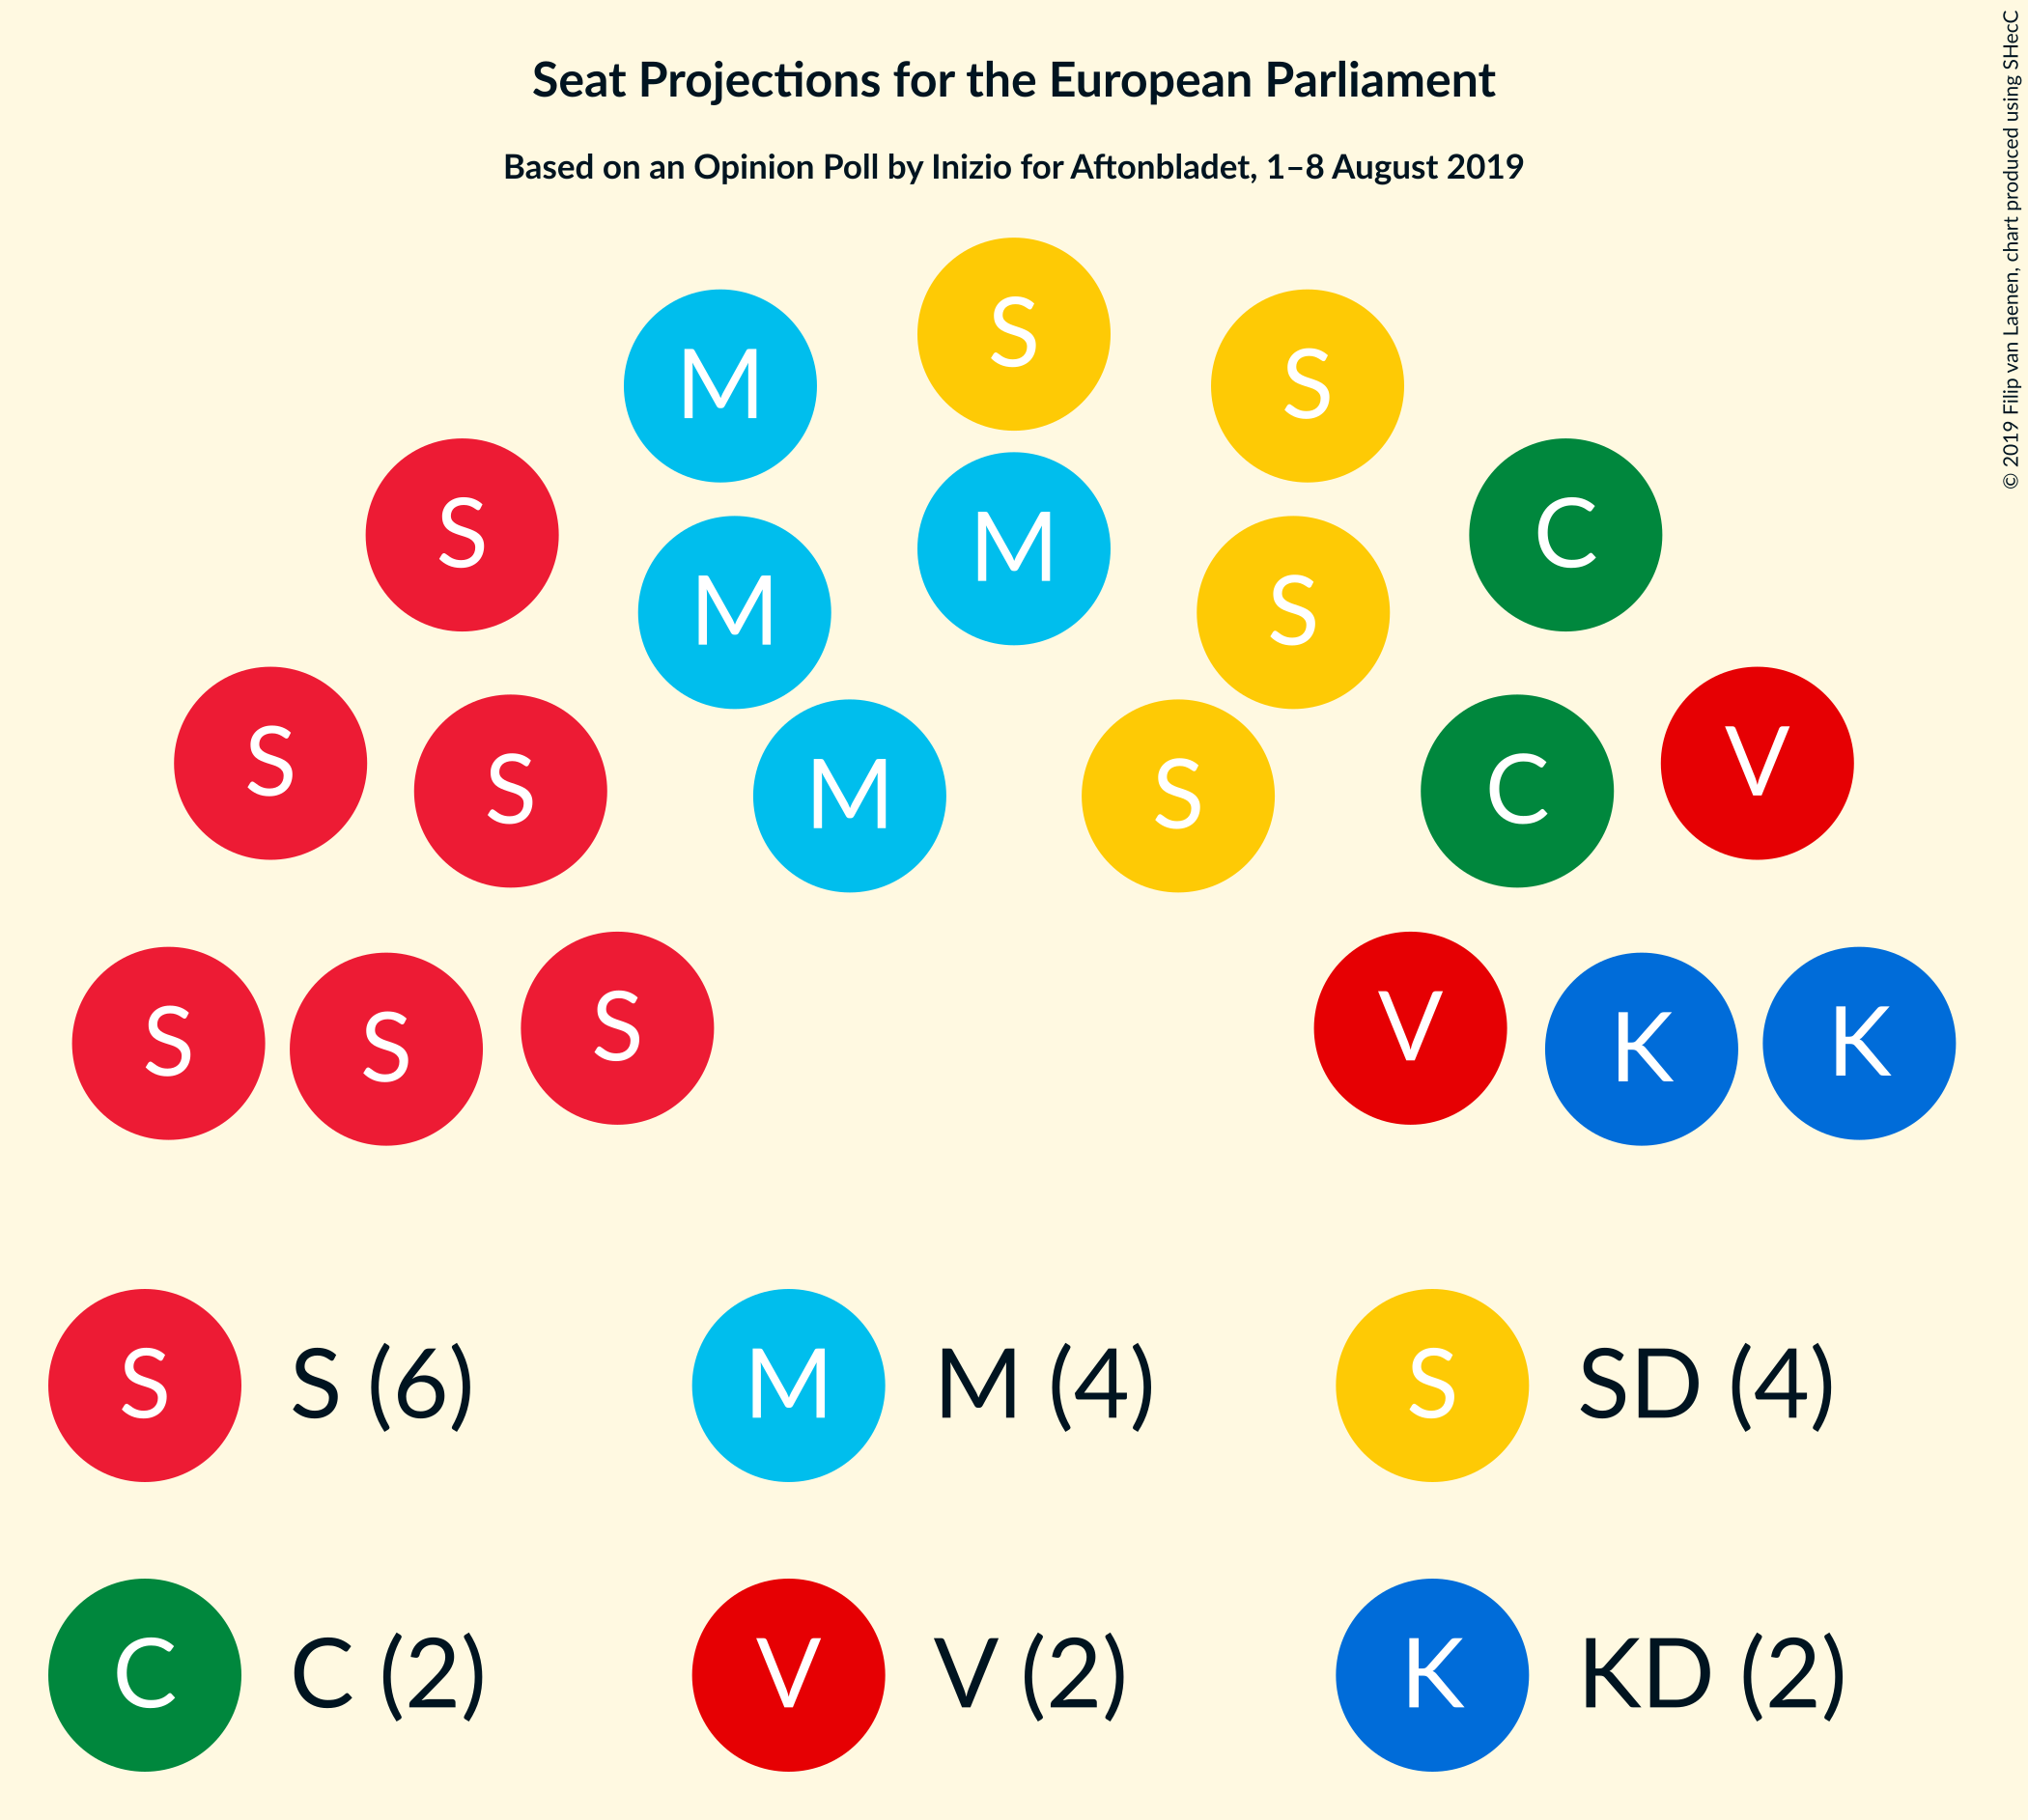 Seat Projections for the European Parliament
Based on an Opinion Poll by Inizio for Aftonbladet, 1–8 August 2019
© 2019 Filip van Laenen, chart produced using SHecC
S
M S
S M C
M S
S V
S C
M S
S V
S S K K
S S (6) M M (4) S SD (4)
C C (2) V V (2) K KD (2)